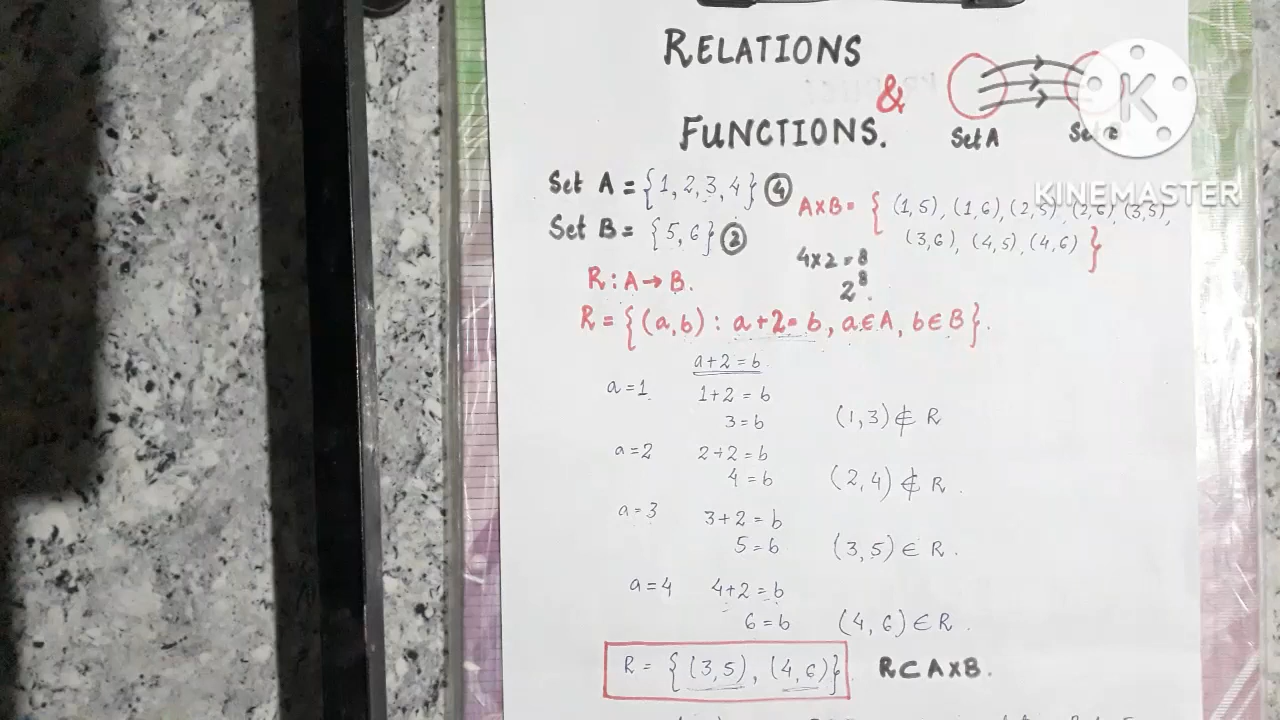 RELATIONS
&
FUNCTIONS.
Set A
K
KINEMASTER
Set A = {1, 2, 3, 4} ④
Set B = {5, 6} ②
A×B = { (1,5), (1,6), (2,5), (2,6), (3,5),
(3,6), (4,5), (4,6) }
4×2=8
2⁸.
R : A → B.
R = {(a,b) : a+2=b, a∈A, b∈B}.
a+2=b
a=1 1+2=b
3=b (1,3) ∉ R
a=2 2+2=b
4=b (2,4) ∉ R.
a=3 3+2=b
5=b (3,5) ∈ R.
a=4 4+2=b
6=b (4,6) ∈ R.
R = {(3,5), (4,6)} R⊂A×B.